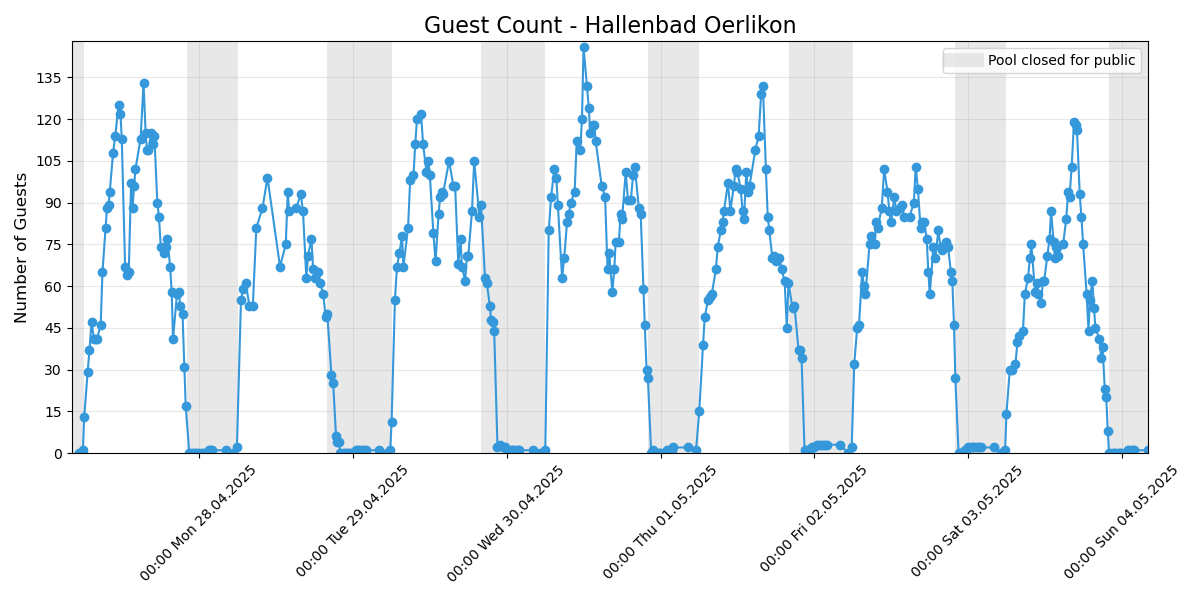 Guest Count - Hallenbad Oerlikon
Pool closed for public
Number of Guests
135
120
105
90
75
60
45
30
15
0
00:00 Mon 28.04.2025
00:00 Tue 29.04.2025
00:00 Wed 30.04.2025
00:00 Thu 01.05.2025
00:00 Fri 02.05.2025
00:00 Sat 03.05.2025
00:00 Sun 04.05.2025